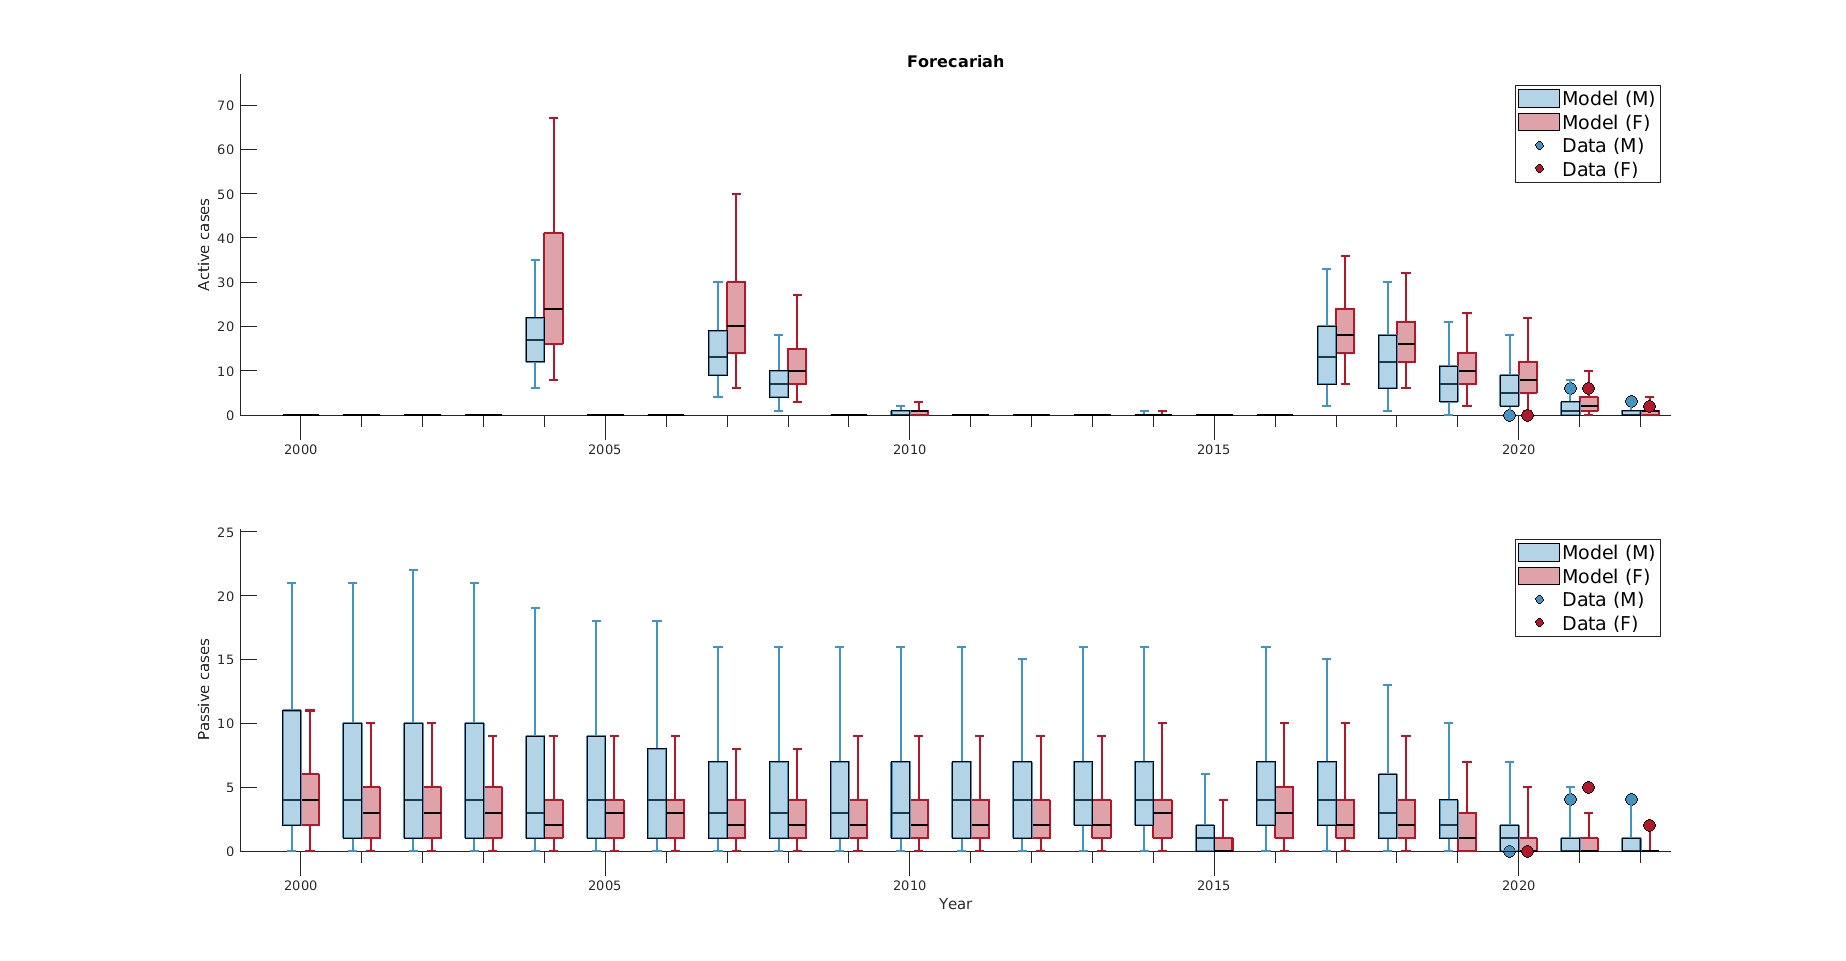 Forecariah
70
60
50
40
30
20
10
0
Active cases
Model (M)
Model (F)
Data (M)
Data (F)
2000 2005 2010 2015 2020
25
20
15
10
5
0
Passive cases
Model (M)
Model (F)
Data (M)
Data (F)
2000 2005 2010 2015 2020
Year